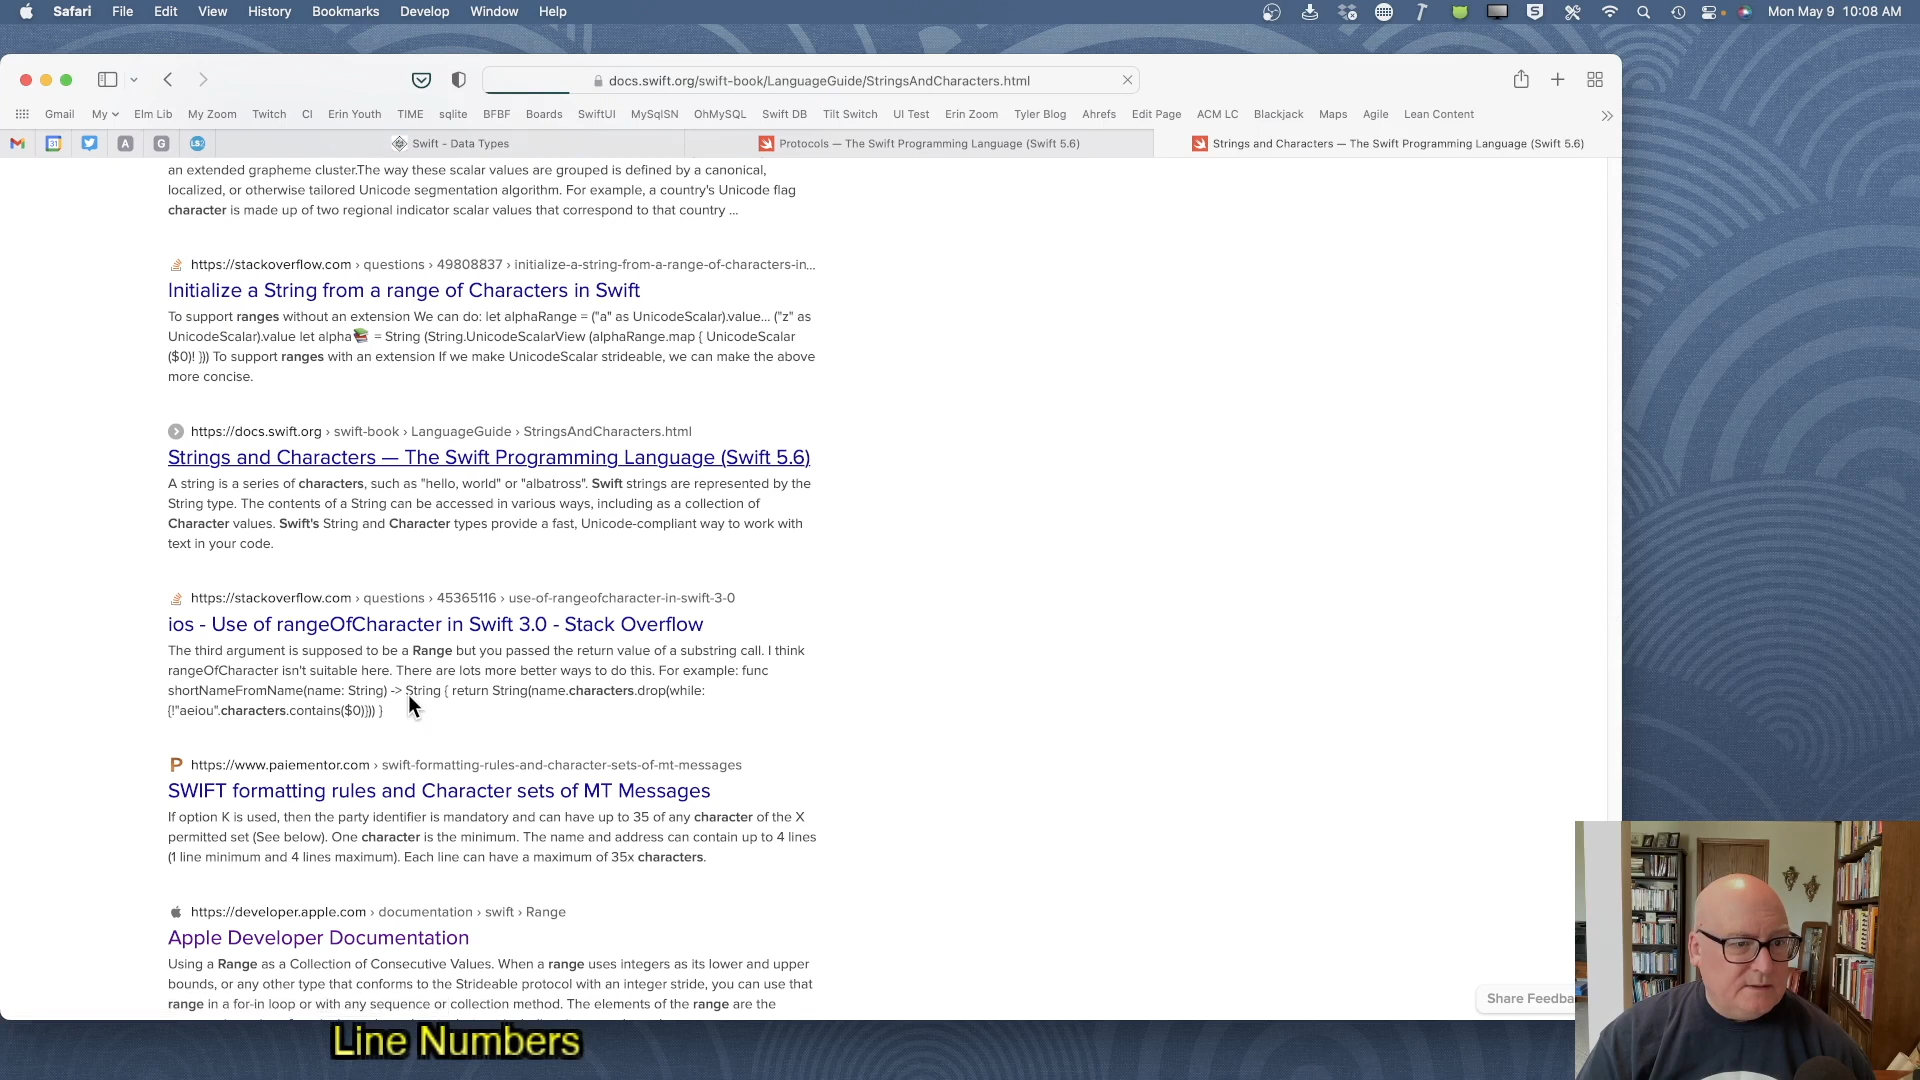 Safari File Edit View History Bookmarks Develop Window Help Mon May 9 10:08 AM
docs.swift.org/swift-book/LanguageGuide/StringsAndCharacters.html
Gmail My Elm Lib My Zoom Twitch CI Erin Youth TIME sqlite BFBF Boards SwiftUI MySqlSN OhMySQL Swift DB Tilt Switch UI Test Erin Zoom Tyler Blog Ahrefs Edit Page ACM LC Blackjack Maps Agile Lean Content
A G Swift - Data Types Protocols — The Swift Programming Language (Swift 5.6) Strings and Characters — The Swift Programming Language (Swift 5.6)
an extended grapheme cluster.The way these scalar values are grouped is defined by a canonical,
localized, or otherwise tailored Unicode segmentation algorithm. For example, a country's Unicode flag
character is made up of two regional indicator scalar values that correspond to that country ...
https://stackoverflow.com › questions › 49808837 › initialize-a-string-from-a-range-of-characters-in...
Initialize a String from a range of Characters in Swift
To support ranges without an extension We can do: let alphaRange = ("a" as UnicodeScalar).value... ("z" as
UnicodeScalar).value let alpha📚 = String (String.UnicodeScalarView (alphaRange.map { UnicodeScalar
($0)! })) To support ranges with an extension If we make UnicodeScalar strideable, we can make the above
more concise.
https://docs.swift.org › swift-book › LanguageGuide › StringsAndCharacters.html
Strings and Characters — The Swift Programming Language (Swift 5.6)
A string is a series of characters, such as "hello, world" or "albatross". Swift strings are represented by the
String type. The contents of a String can be accessed in various ways, including as a collection of
Character values. Swift's String and Character types provide a fast, Unicode-compliant way to work with
text in your code.
https://stackoverflow.com › questions › 45365116 › use-of-rangeofcharacter-in-swift-3-0
ios - Use of rangeOfCharacter in Swift 3.0 - Stack Overflow
The third argument is supposed to be a Range but you passed the return value of a substring call. I think
rangeOfCharacter isn't suitable here. There are lots more better ways to do this. For example: func
shortNameFromName(name: String) -> String { return String(name.characters.drop(while:
{!"aeiou".characters.contains($0)})) }
https://www.paiementor.com › swift-formatting-rules-and-character-sets-of-mt-messages
SWIFT formatting rules and Character sets of MT Messages
If option K is used, then the party identifier is mandatory and can have up to 35 of any character of the X
permitted set (See below). One character is the minimum. The name and address can contain up to 4 lines
(1 line minimum and 4 lines maximum). Each line can have a maximum of 35x characters.
https://developer.apple.com › documentation › swift › Range
Apple Developer Documentation
Using a Range as a Collection of Consecutive Values. When a range uses integers as its lower and upper
bounds, or any other type that conforms to the Strideable protocol with an integer stride, you can use that
range in a for-in loop or with any sequence or collection method. The elements of the range are the
Share Feedba
Line Numbers